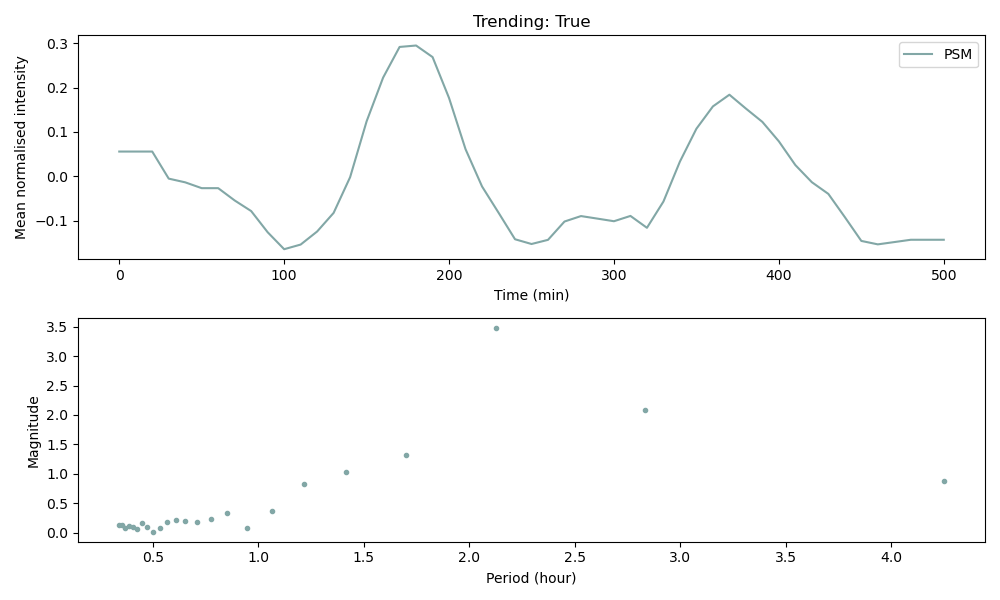 Trending: True
Mean normalised intensity
0.3
0.2
0.1
0.0
−0.1
PSM
0 100 200 300 400 500
Time (min)
Magnitude
3.5
3.0
2.5
2.0
1.5
1.0
0.5
0.0
0.5 1.0 1.5 2.0 2.5 3.0 3.5 4.0
Period (hour)